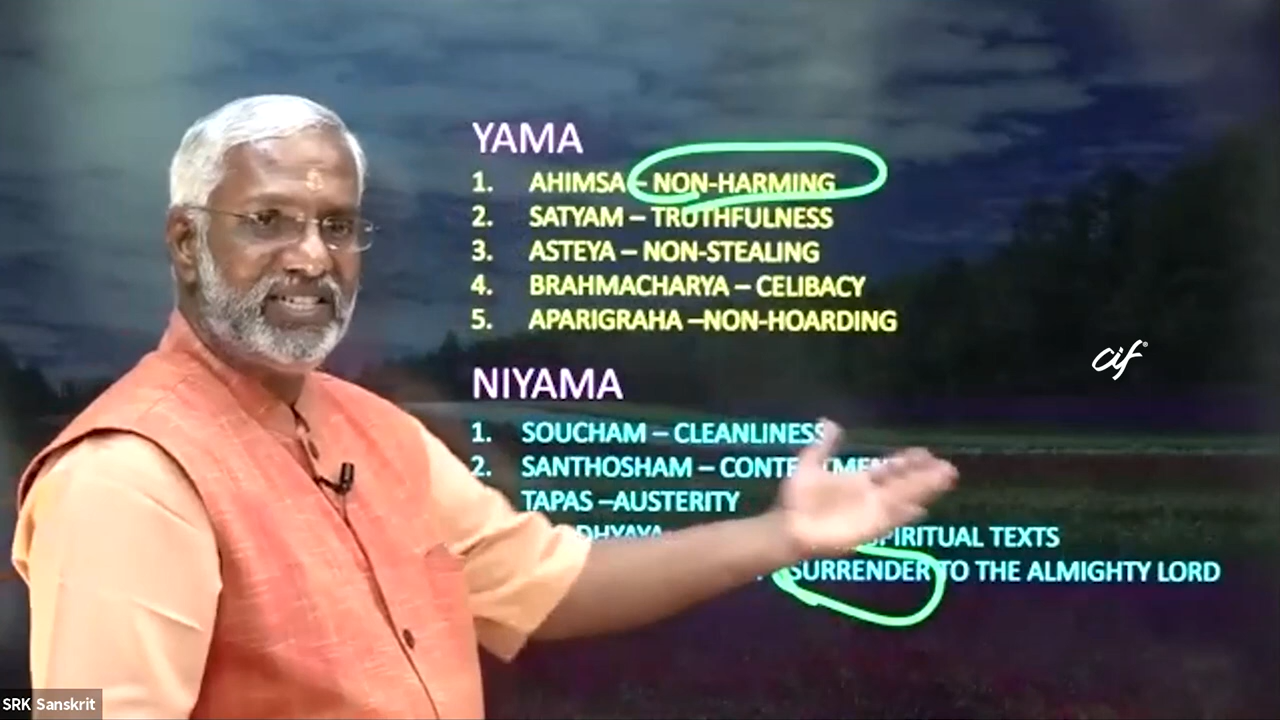 YAMA
1. AHIMSA – NON-HARMING
2. SATYAM – TRUTHFULNESS
3. ASTEYA – NON-STEALING
4. BRAHMACHARYA – CELIBACY
5. APARIGRAHA –NON-HOARDING
cif
NIYAMA
1. SOUCHAM – CLEANLINESS
2. SANTHOSHAM –
TAPAS –AUSTERITY
SPIRITUAL TEXTS
SURRENDER TO THE ALMIGHTY LORD
SRK Sanskrit